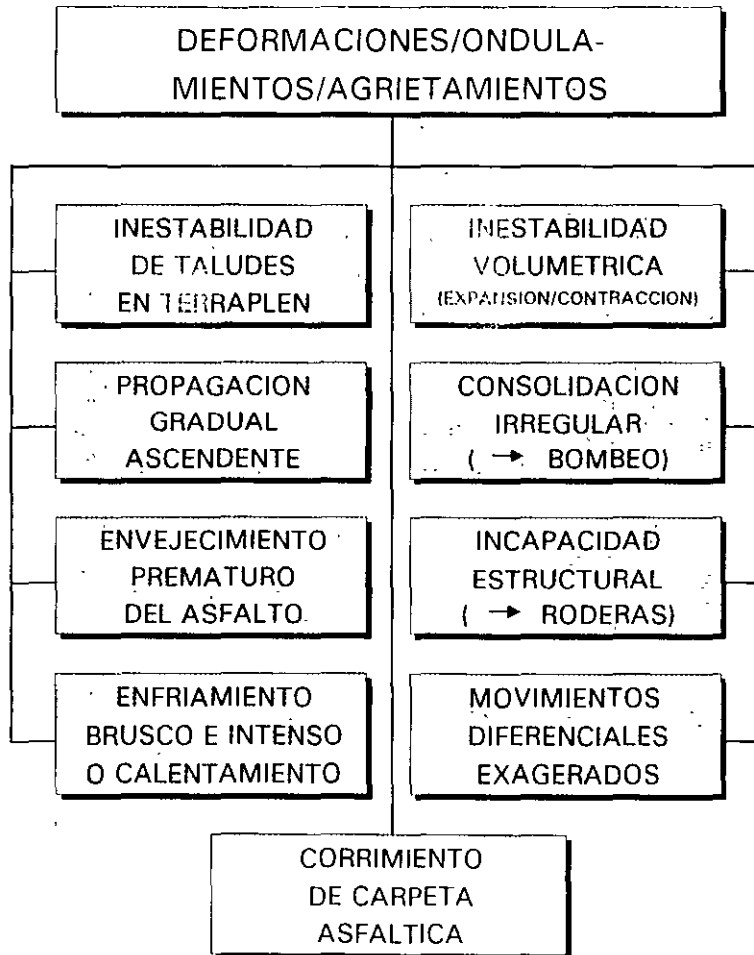 DEFORMACIONES/ONDULA-
MIENTOS/AGRIETAMIENTOS
INESTABILIDAD
DE TALUDES
EN TERRAPLEN
INESTABILIDAD
VOLUMETRICA
(EXPANSION/CONTRACCION)
PROPAGACION
GRADUAL
ASCENDENTE
CONSOLIDACION
IRREGULAR
( → BOMBEO)
ENVEJECIMIENTO
PREMATURO
DEL ASFALTO
INCAPACIDAD
ESTRUCTURAL
( → RODERAS)
ENFRIAMIENTO
BRUSCO E INTENSO
O CALENTAMIENTO
MOVIMIENTOS
DIFERENCIALES
EXAGERADOS
CORRIMIENTO
DE CARPETA
ASFALTICA